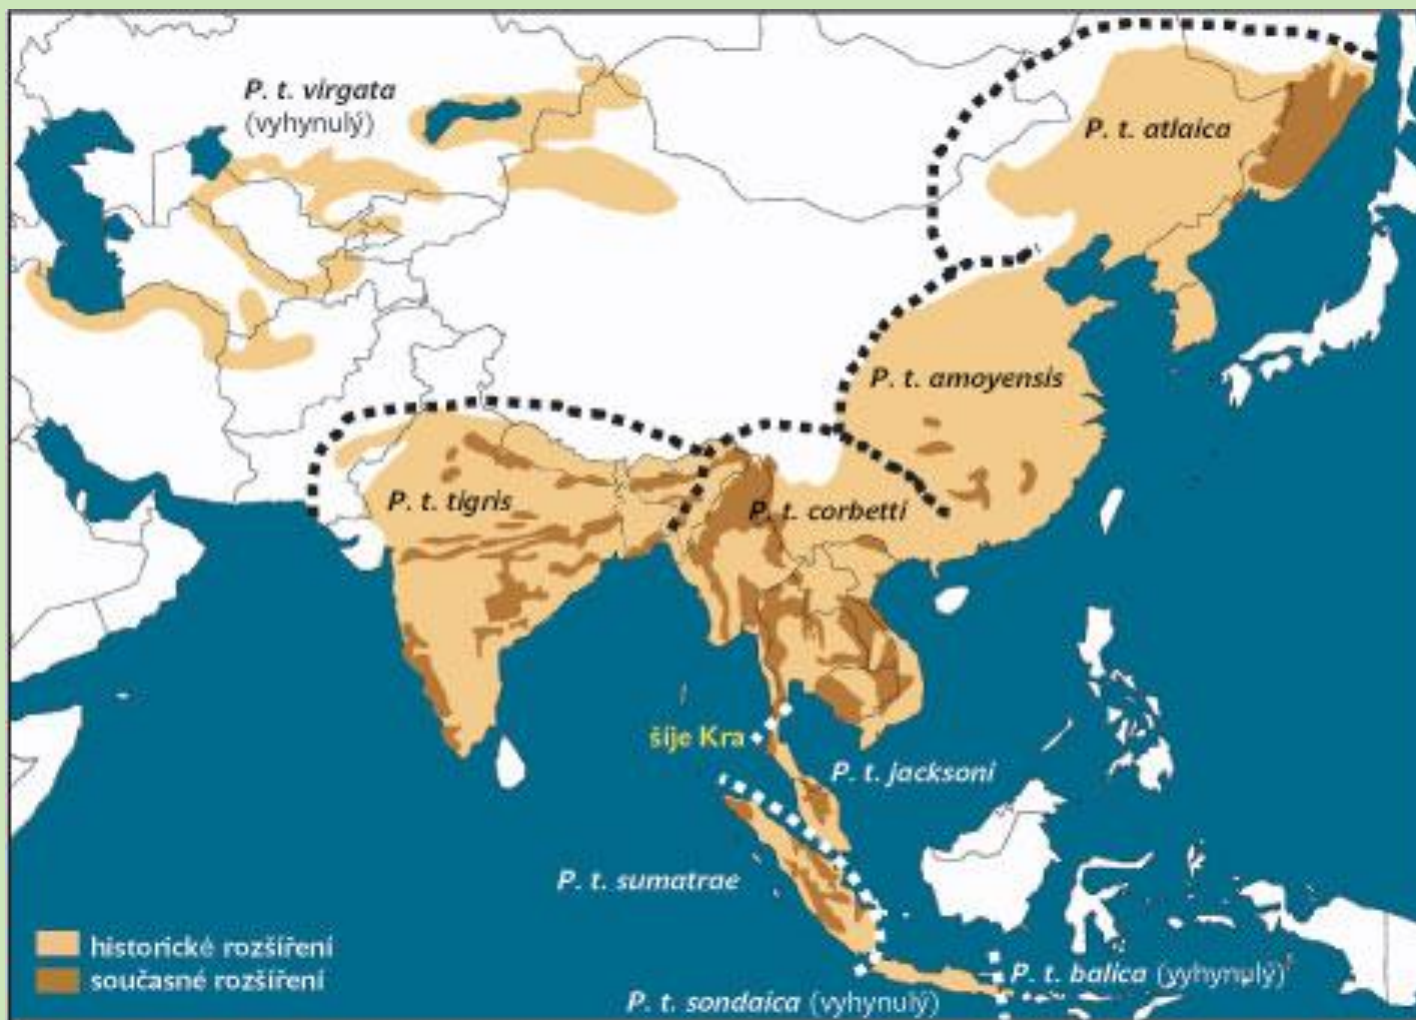 P. t. virgata
(vyhynulý)
P. t. atlaica
P. t. amoyensis
P. t. tigris
P. t. corbetti
šíje Kra
P. t. jacksoni
P. t. sumatrae
historické rozšíření
současné rozšíření
P. t. balica (vyhynulý)
P. t. sondaica (vyhynulý)